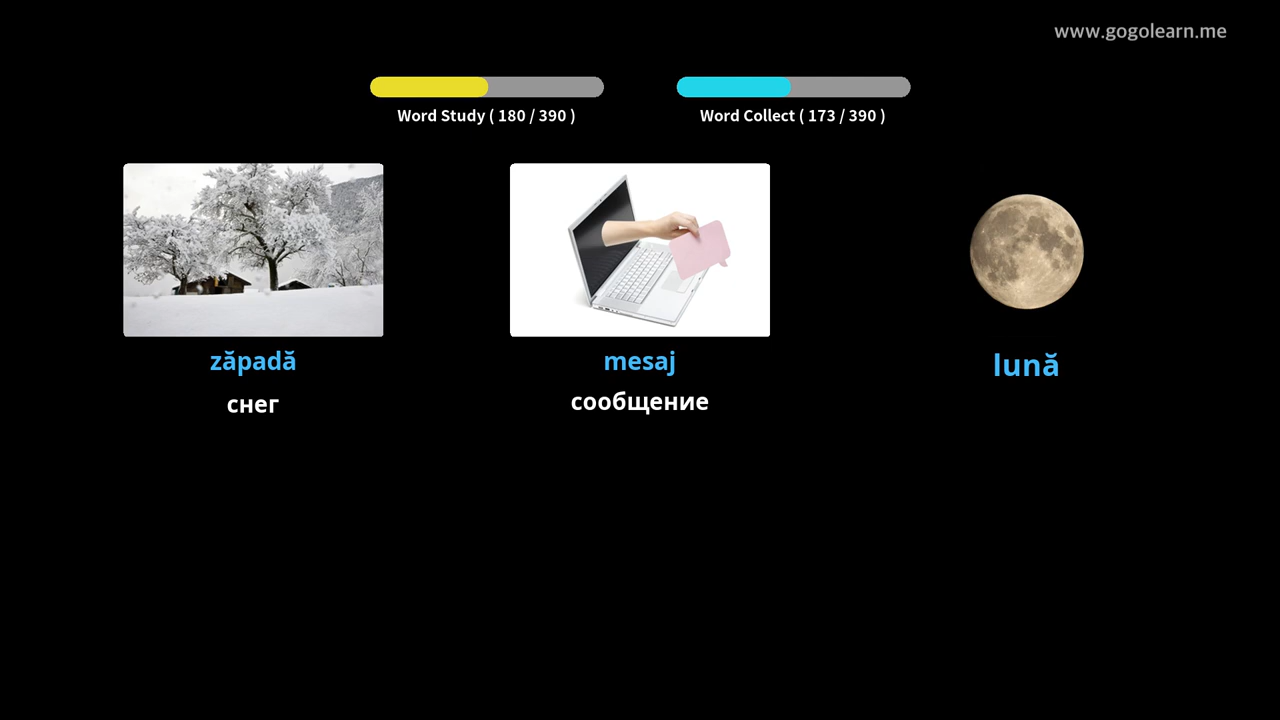 www.gogolearn.me
Word Study ( 180 / 390 )
Word Collect ( 173 / 390 )
zăpadă
снег
mesaj
сообщение
lună